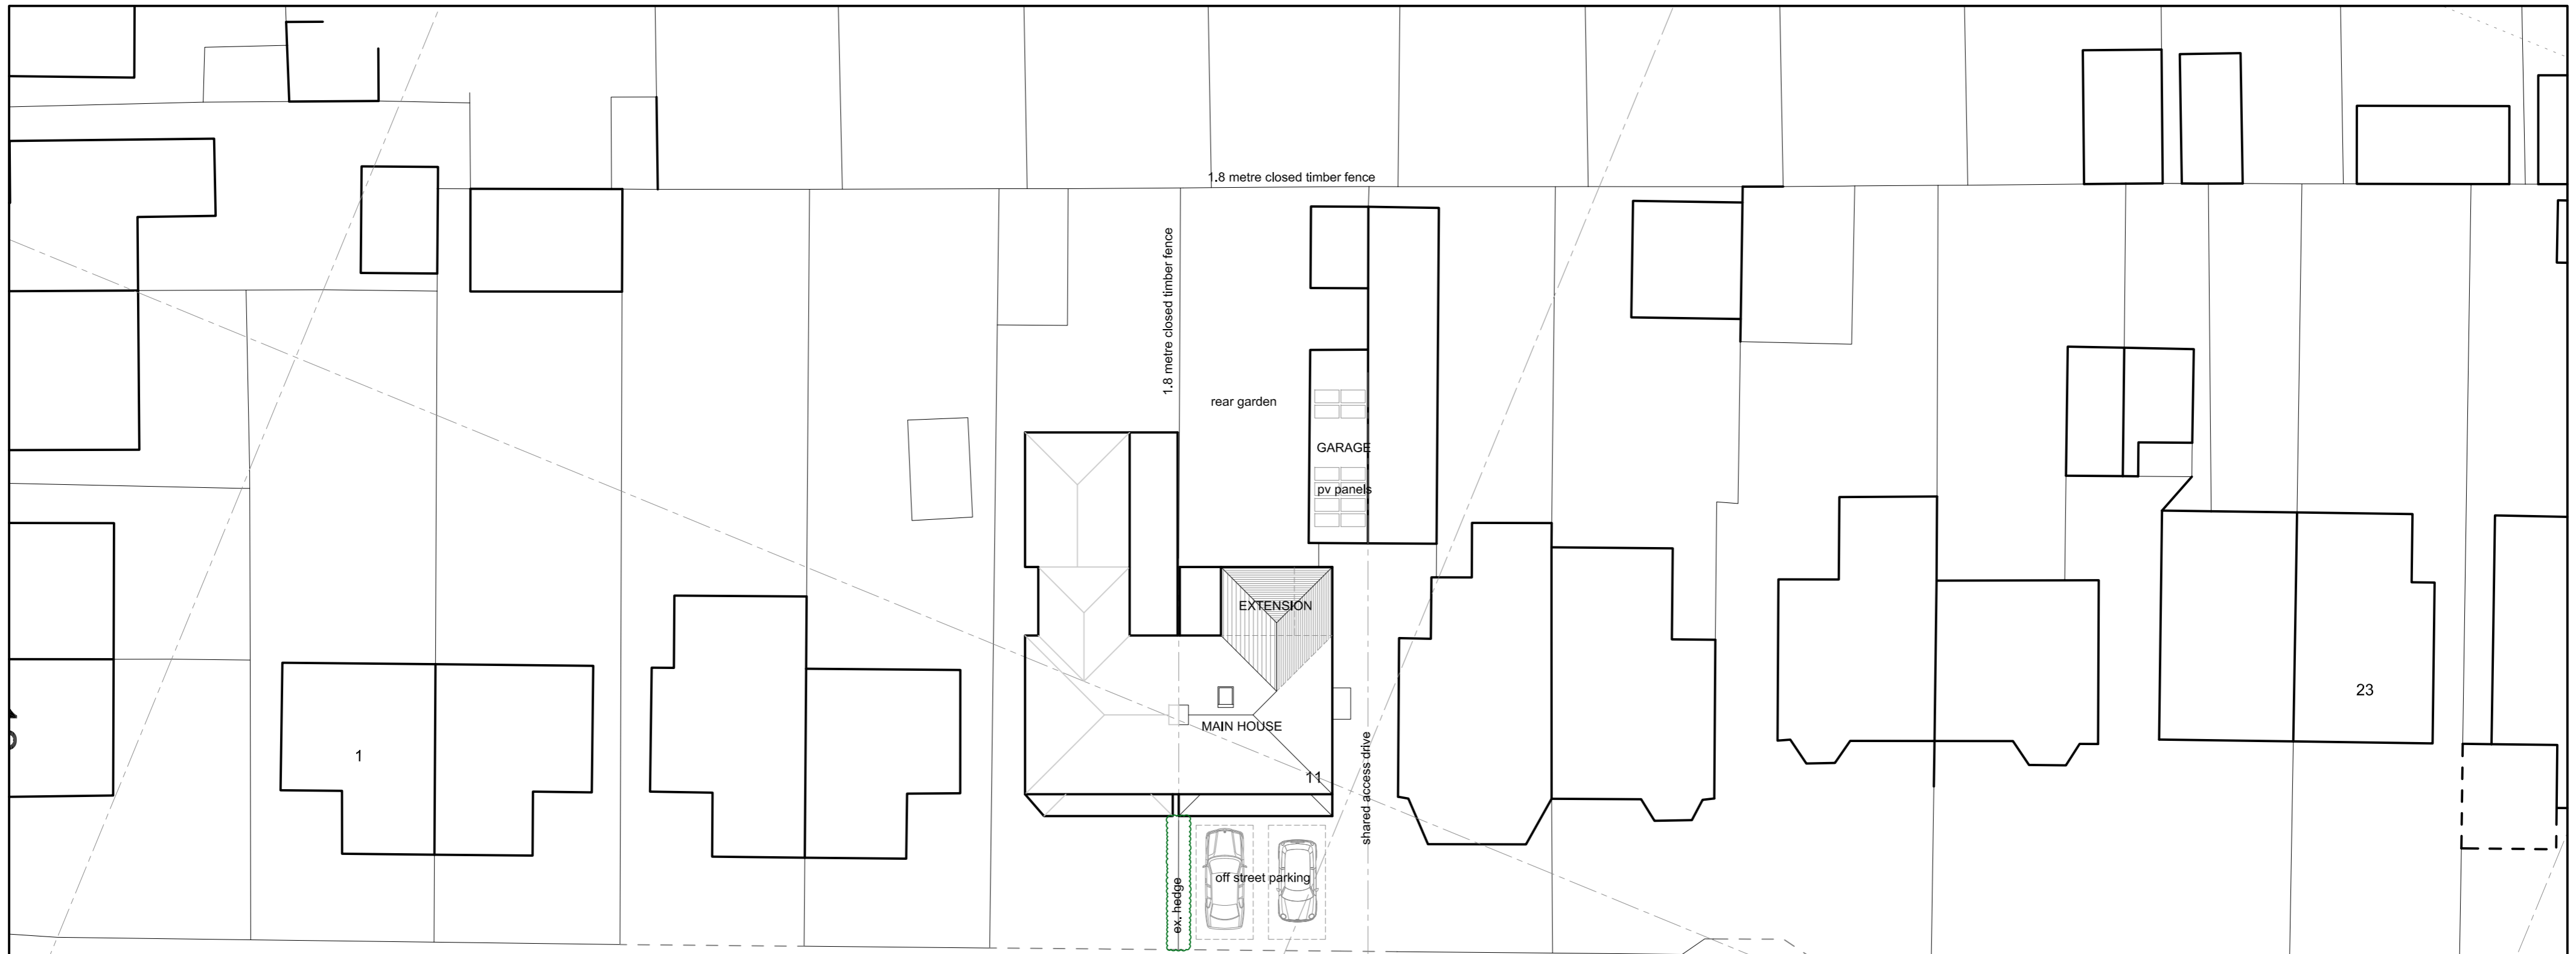 1.8 metre closed timber fence
1.8 metre closed timber fence
rear garden
GARAGE
pv panels
EXTENSION
23
MAIN HOUSE
1
11
shared access drive
off street parking
ex. hedge